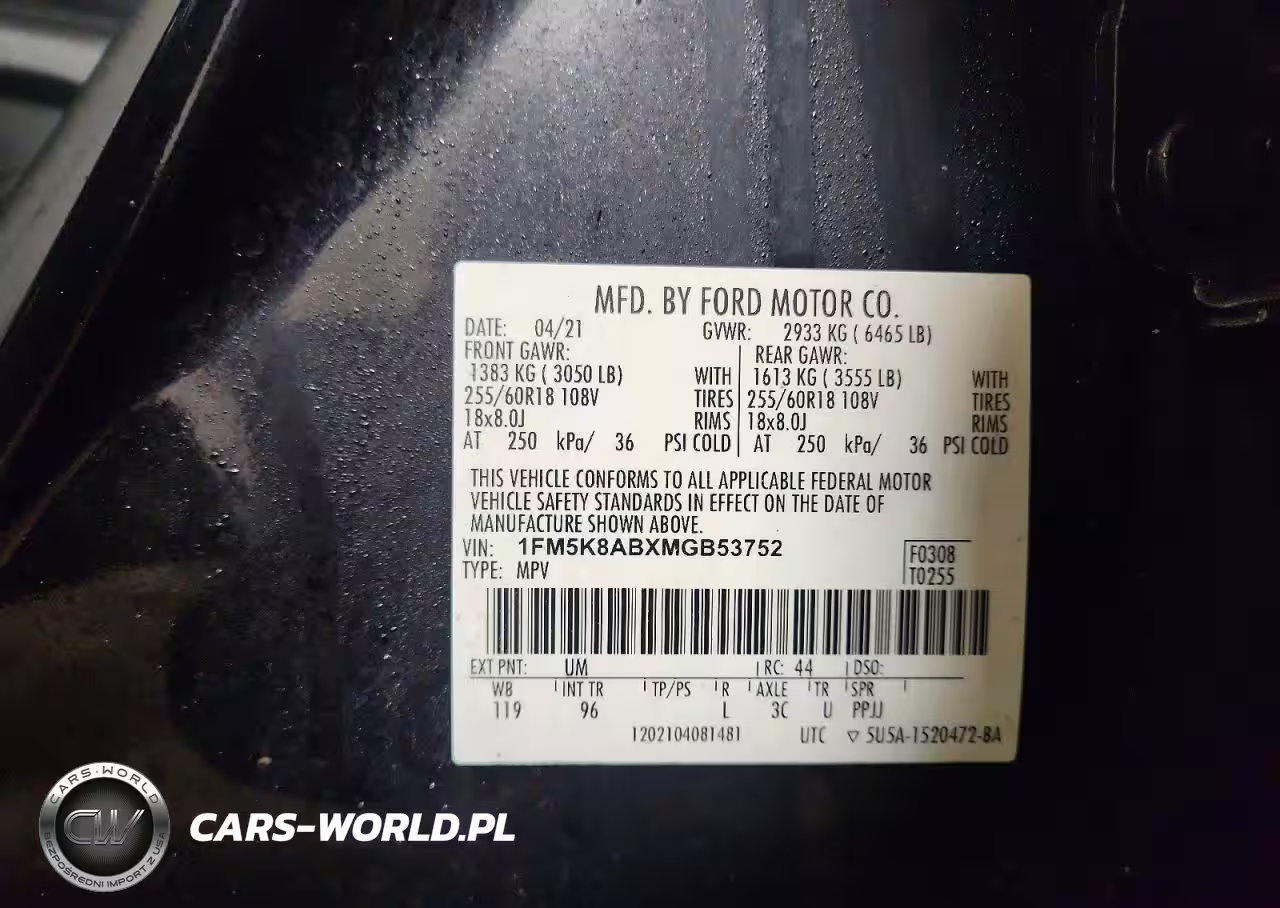 MFD. BY FORD MOTOR CO.
DATE: 04/21 GVWR: 2933 KG ( 6465 LB)
FRONT GAWR: REAR GAWR:
1383 KG ( 3050 LB) WITH 1613 KG ( 3555 LB) WITH
255/60R18 108V TIRES 255/60R18 108V TIRES
18x8.0J RIMS 18x8.0J RIMS
AT 250 kPa/ 36 PSI COLD AT 250 kPa/ 36 PSI COLD
THIS VEHICLE CONFORMS TO ALL APPLICABLE FEDERAL MOTOR
VEHICLE SAFETY STANDARDS IN EFFECT ON THE DATE OF
MANUFACTURE SHOWN ABOVE.
VIN: 1FM5K8ABXMGB53752 F0308
TYPE: MPV T0255
EXT PNT: UM RC: 44 DSO:
WB INT TR TP/PS R AXLE TR SPR
119 96 L 3C U PPJJ
1202104081481 UTC ▽ 5U5A-1520472-BA
CARS-WORLD
CW
BEZPOŚREDNI IMPORT Z USA
CARS-WORLD.PL